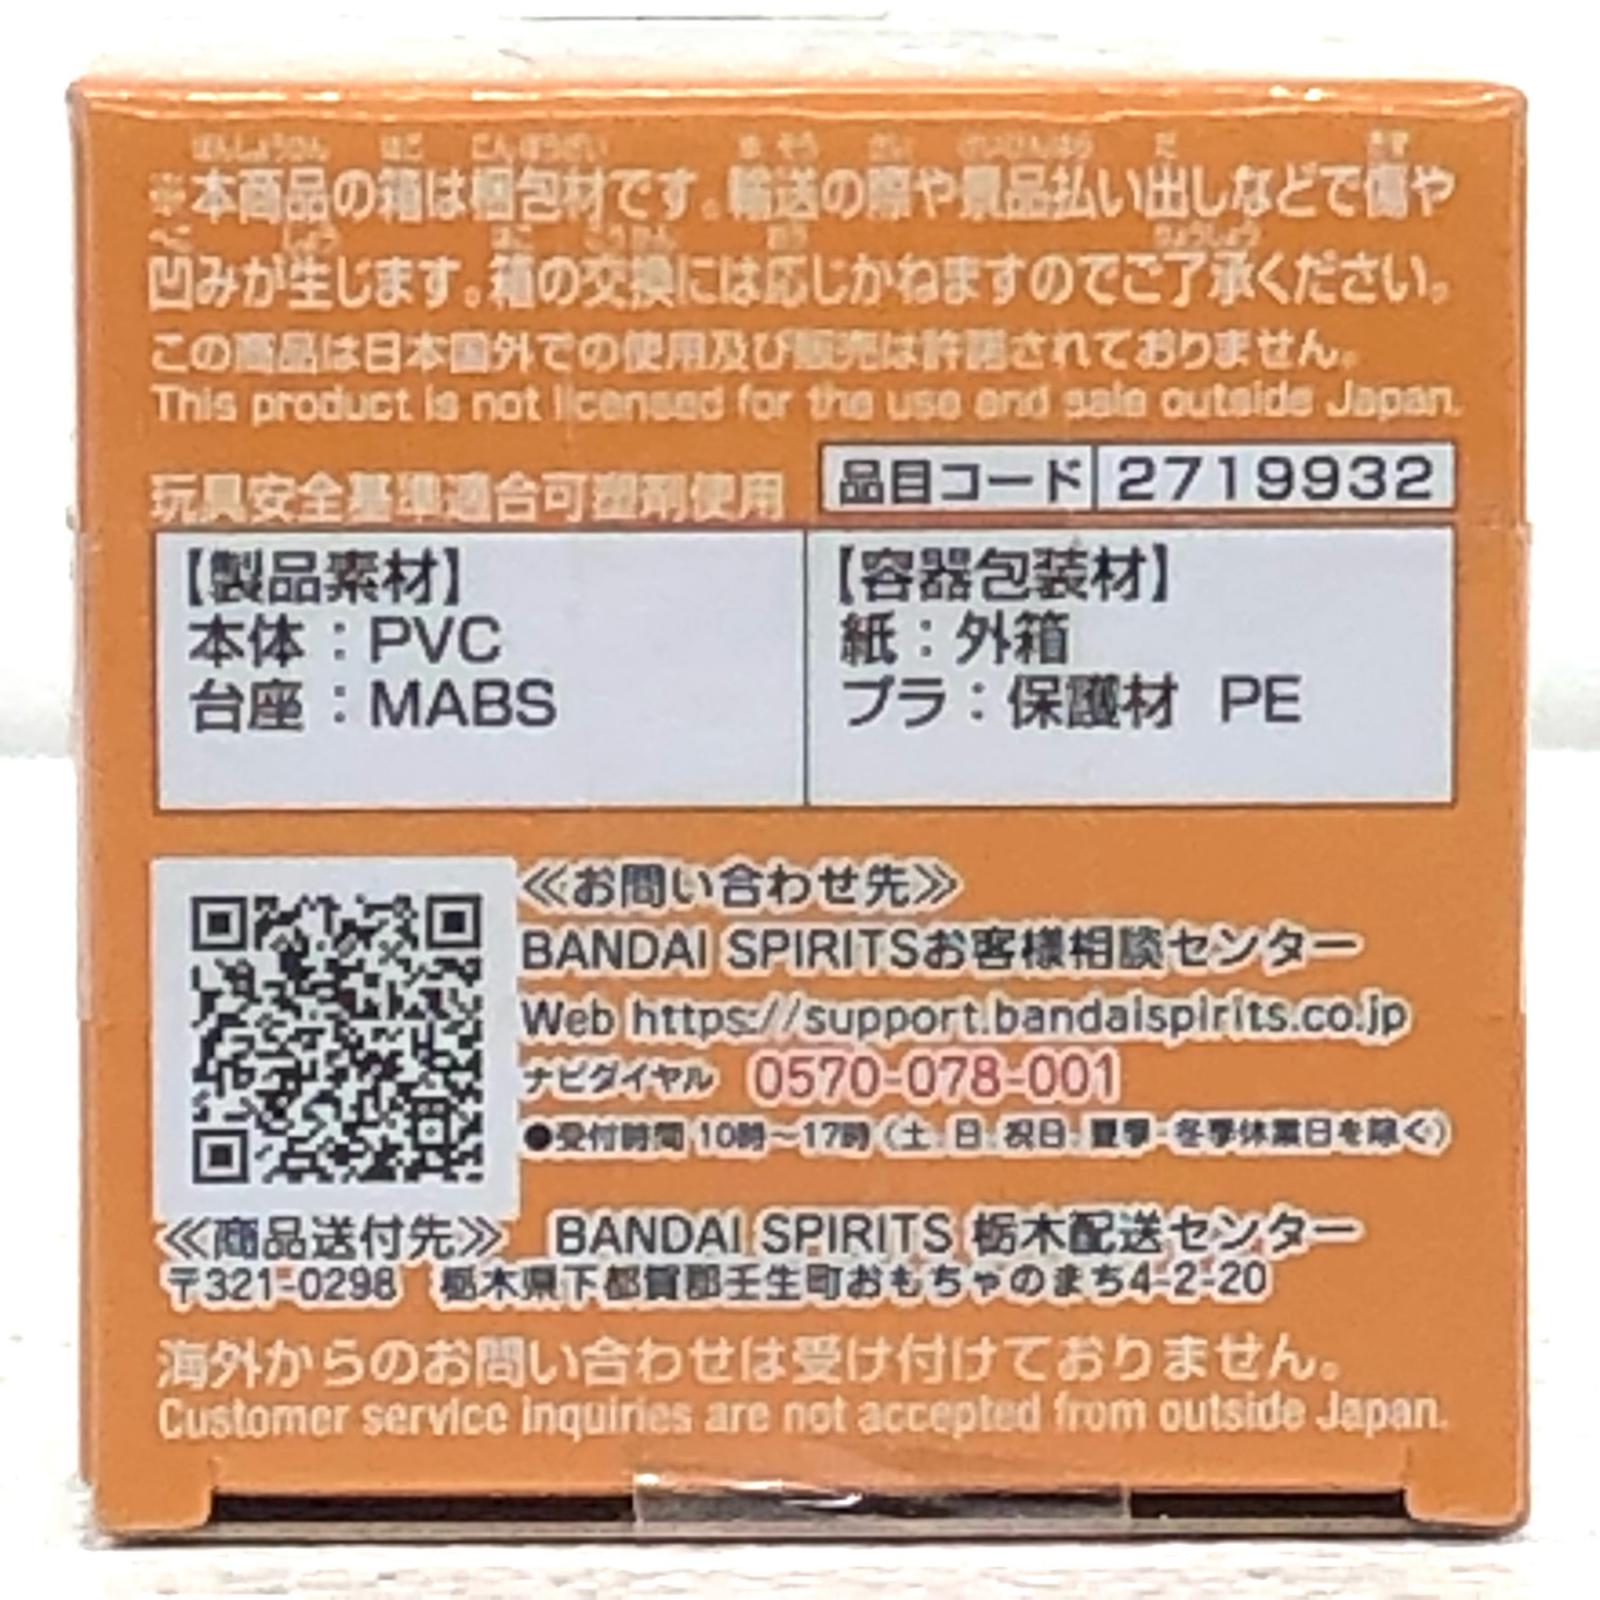 ※本商品の箱は梱包材です。輸送の際や景品払い出しなどで傷や
凹みが生じます。箱の交換には応じかねますのでご了承ください。
この商品は日本国外での使用及び販売は許諾されておりません。
This product is not licensed for the use and sale outside Japan.
玩具安全基準適合可塑剤使用
品目コード 2719932
【製品素材】
本体：PVC
台座：MABS
【容器包装材】
紙：外箱
プラ：保護材 PE
≪お問い合わせ先≫
BANDAI SPIRITSお客様相談センター
Web https://support.bandaispirits.co.jp
ナビダイヤル 0570-078-001
●受付時間 10時～17時（土、日、祝日、夏季・冬季休業日を除く）
≪商品送付先≫ BANDAI SPIRITS 栃木配送センター
〒321-0298 栃木県下都賀郡壬生町おもちゃのまち4-2-20
海外からのお問い合わせは受け付けておりません。
Customer service inquiries are not accepted from outside Japan.